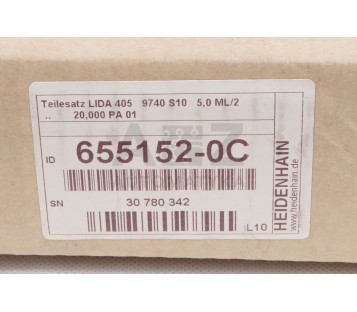 Teilesatz LIDA 405 9740 S10 5,0 ML/2
.. 20,000 PA 01
ID 655152-0C
SN 30 780 342
L10
HEIDENHAIN
www.heidenhain.de